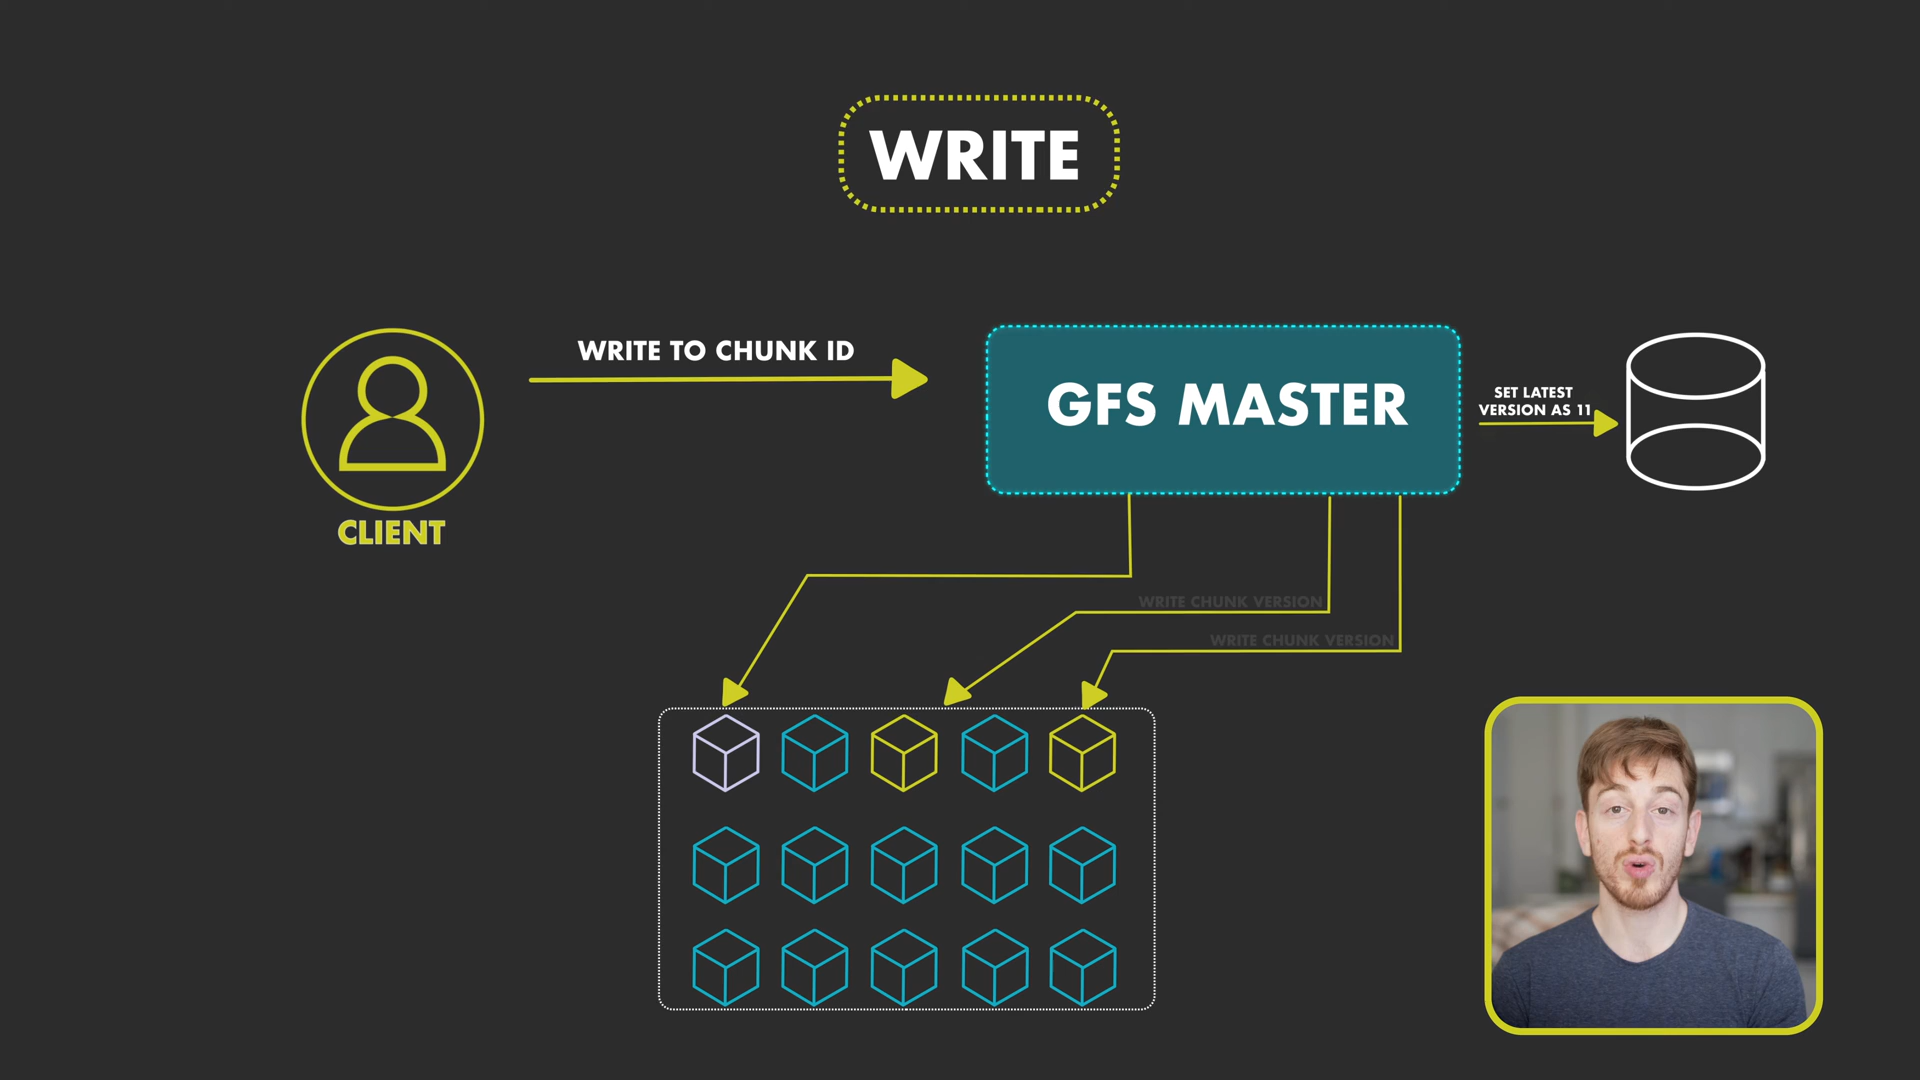 WRITE
WRITE TO CHUNK ID
GFS MASTER
SET LATEST
VERSION AS 11
CLIENT
WRITE CHUNK VERSION
WRITE CHUNK VERSION